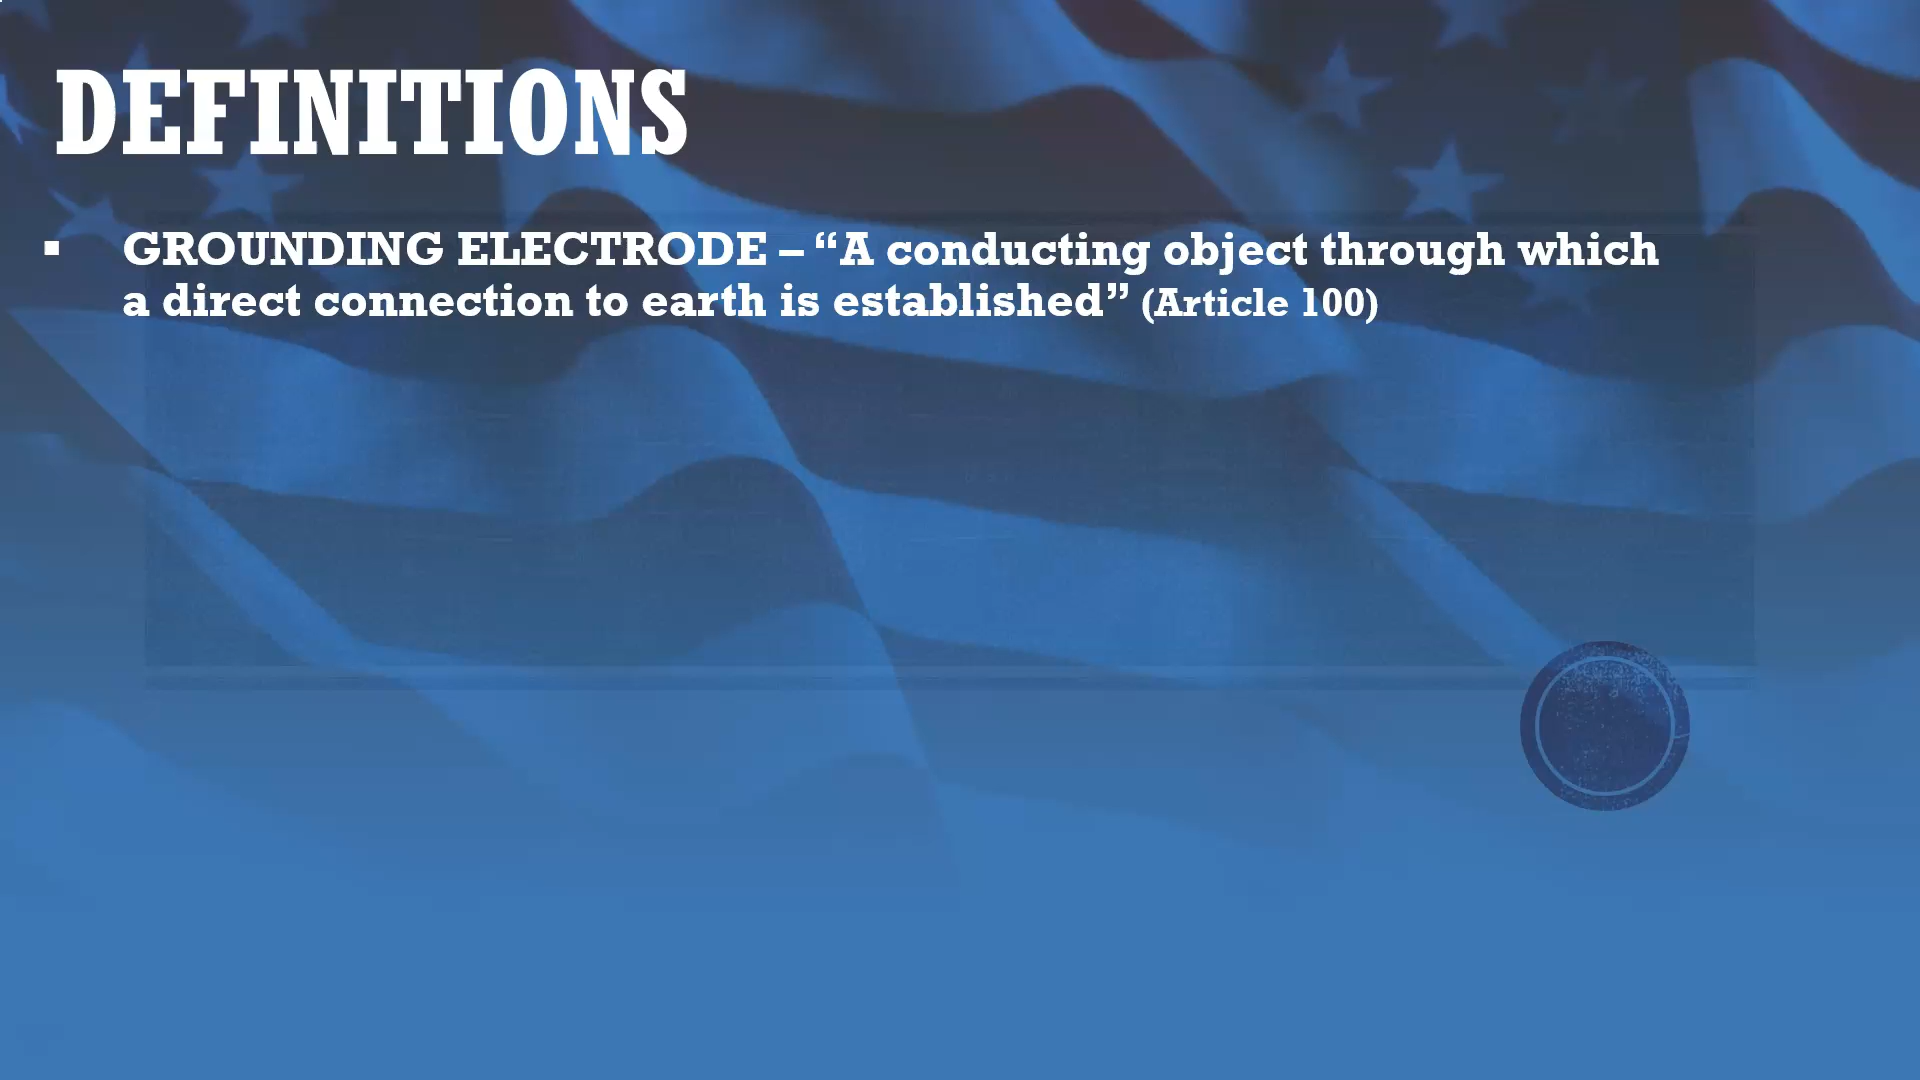 DEFINITIONS
▪ GROUNDING ELECTRODE – “A conducting object through which
a direct connection to earth is established” (Article 100)